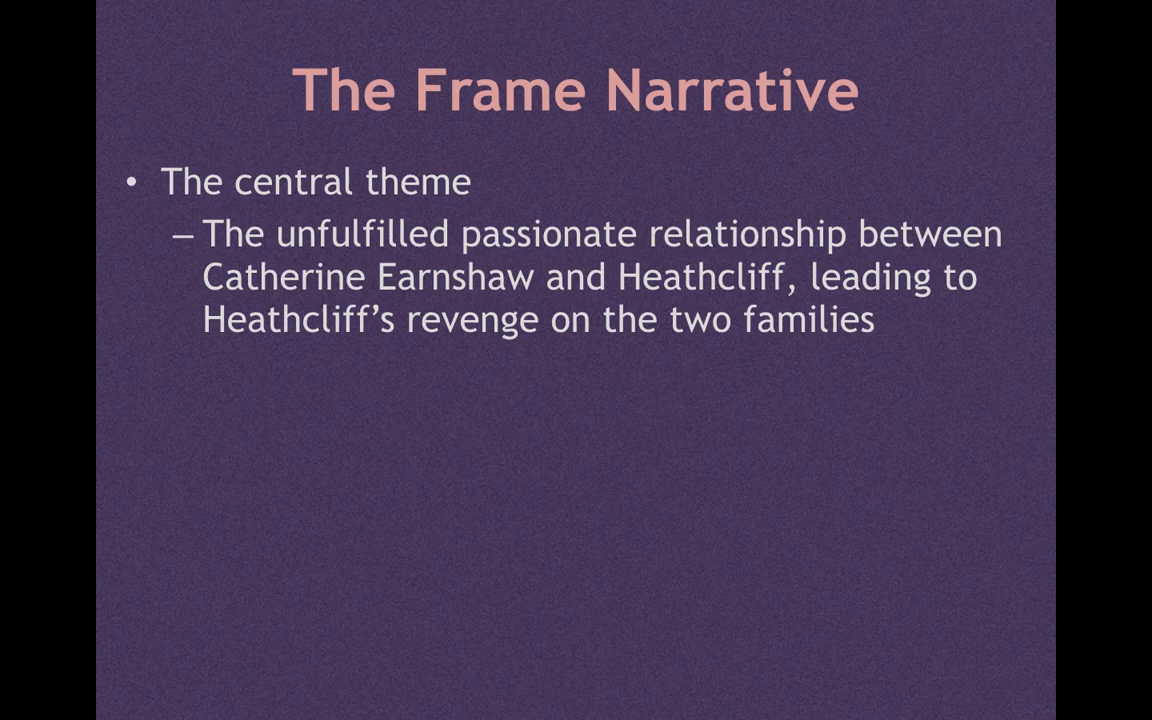 The Frame Narrative
• The central theme
– The unfulfilled passionate relationship between
Catherine Earnshaw and Heathcliff, leading to
Heathcliff’s revenge on the two families